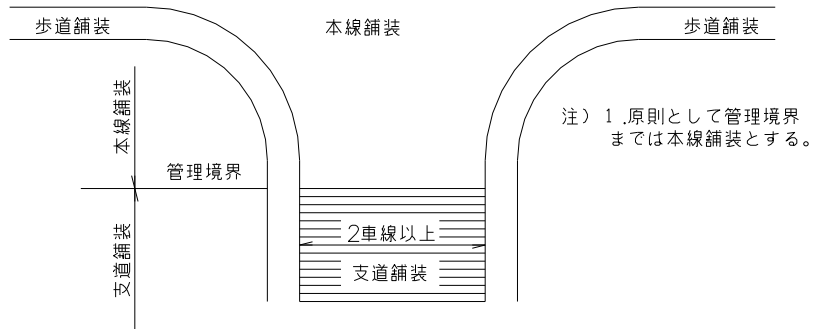 歩道舗装
本線舗装
歩道舗装
本線舗装
注) 1.原則として管理境界
までは本線舗装とする。
管理境界
支道舗装
2車線以上
支道舗装